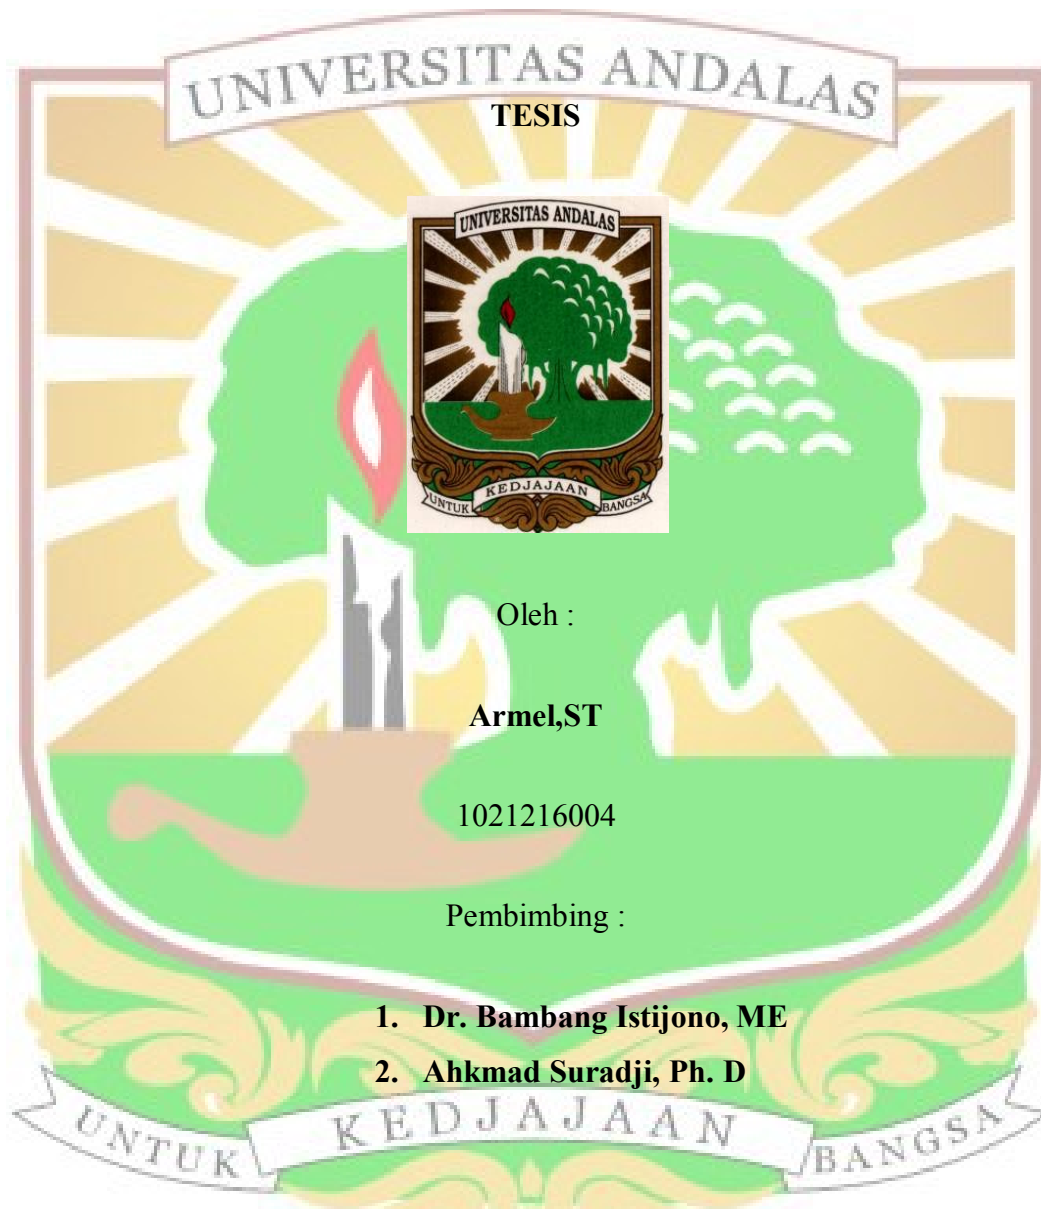 UNIVERSITAS ANDALAS
TESIS
UNIVERSITAS ANDALAS
UNTUK KEDJAJAAN BANGSA
Oleh :
Armel,ST
1021216004
Pembimbing :
1. Dr. Bambang Istijono, ME
2. Ahkmad Suradji, Ph. D
UNTUK KEDJAJAAN BANGSA